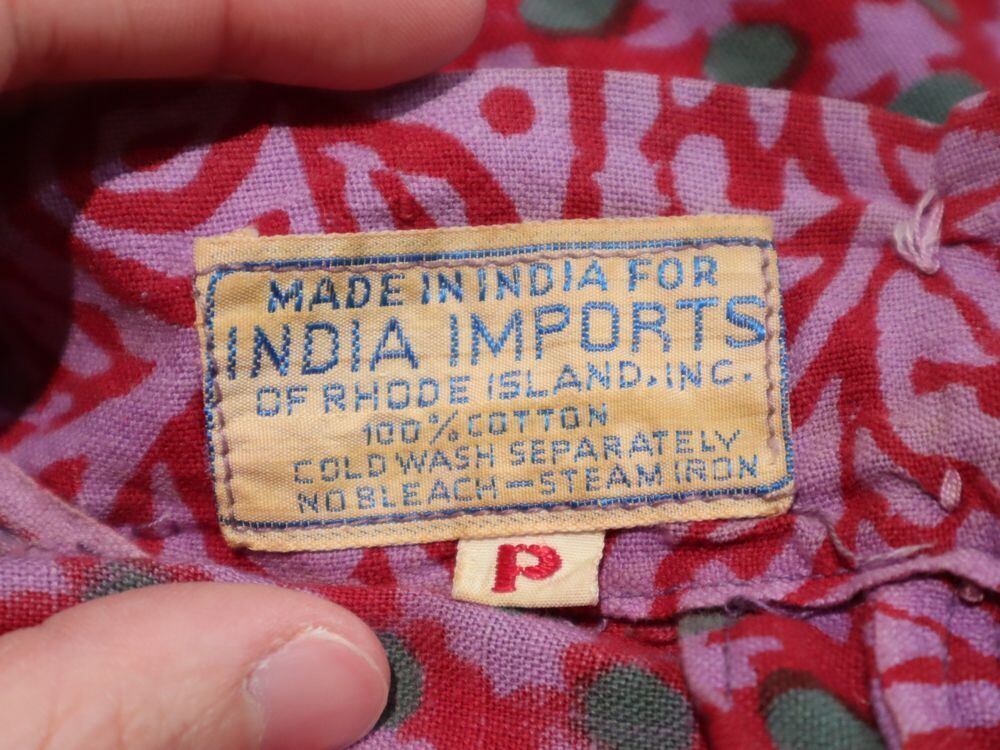 MADE IN INDIA FOR
INDIA IMPORTS
OF RHODE ISLAND, INC.
100% COTTON
COLD WASH SEPARATELY
NO BLEACH — STEAM IRON
P